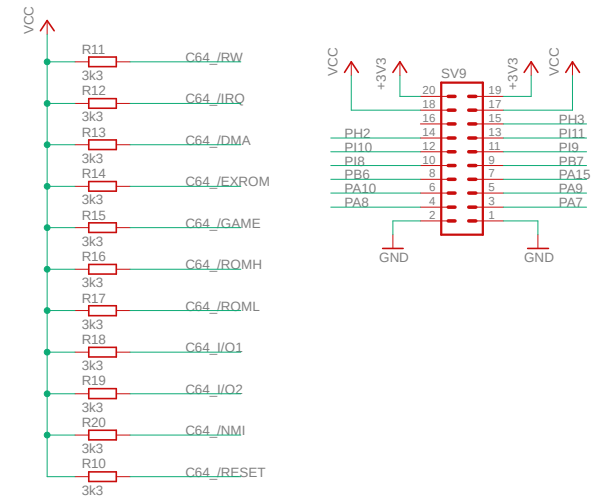 VCC
R11
C64_/RW
3k3
R12
C64_/IRQ
3k3
R13
C64_/DMA
3k3
R14
C64_/EXROM
3k3
R15
C64_/GAME
3k3
R16
C64_/ROMH
3k3
R17
C64_/ROML
3k3
R18
C64_I/O1
3k3
R19
C64_I/O2
3k3
R20
C64_/NMI
3k3
R10
C64_/RESET
3k3
VCC +3V3 SV9 +3V3 VCC
20 19
18 17
16 15 PH3
PH2 14 13 PI11
PI10 12 11 PI9
PI8 10 9 PB7
PB6 8 7 PA15
PA10 6 5 PA9
PA8 4 3 PA7
2 1
GND GND